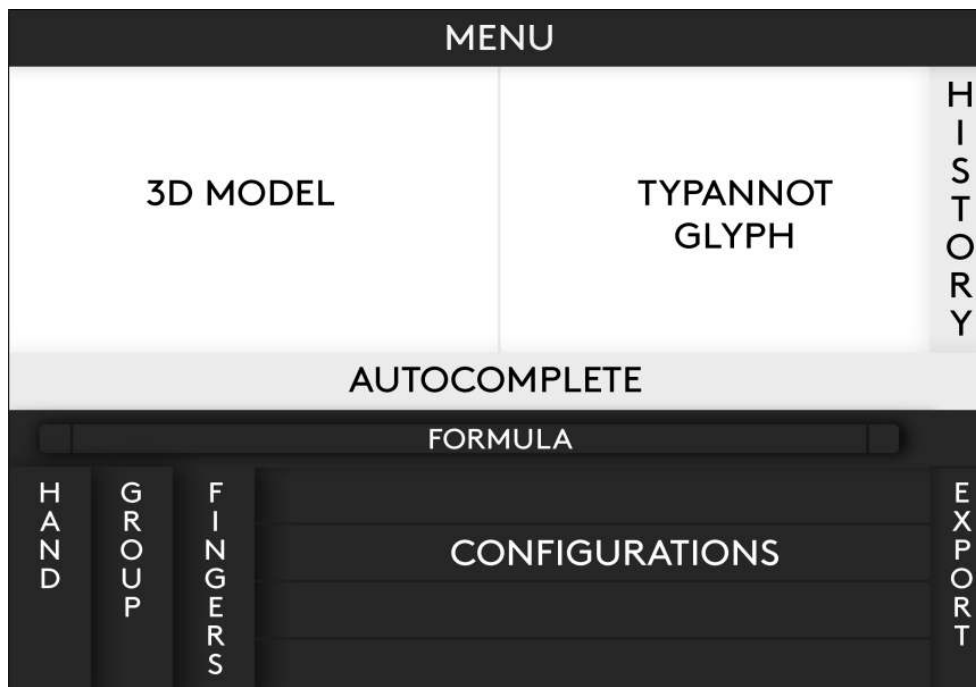 MENU
3D MODEL
TYPANNOT
GLYPH
HISTORY
AUTOCOMPLETE
FORMULA
HAND
GROUP
FINGERS
CONFIGURATIONS
EXPORT